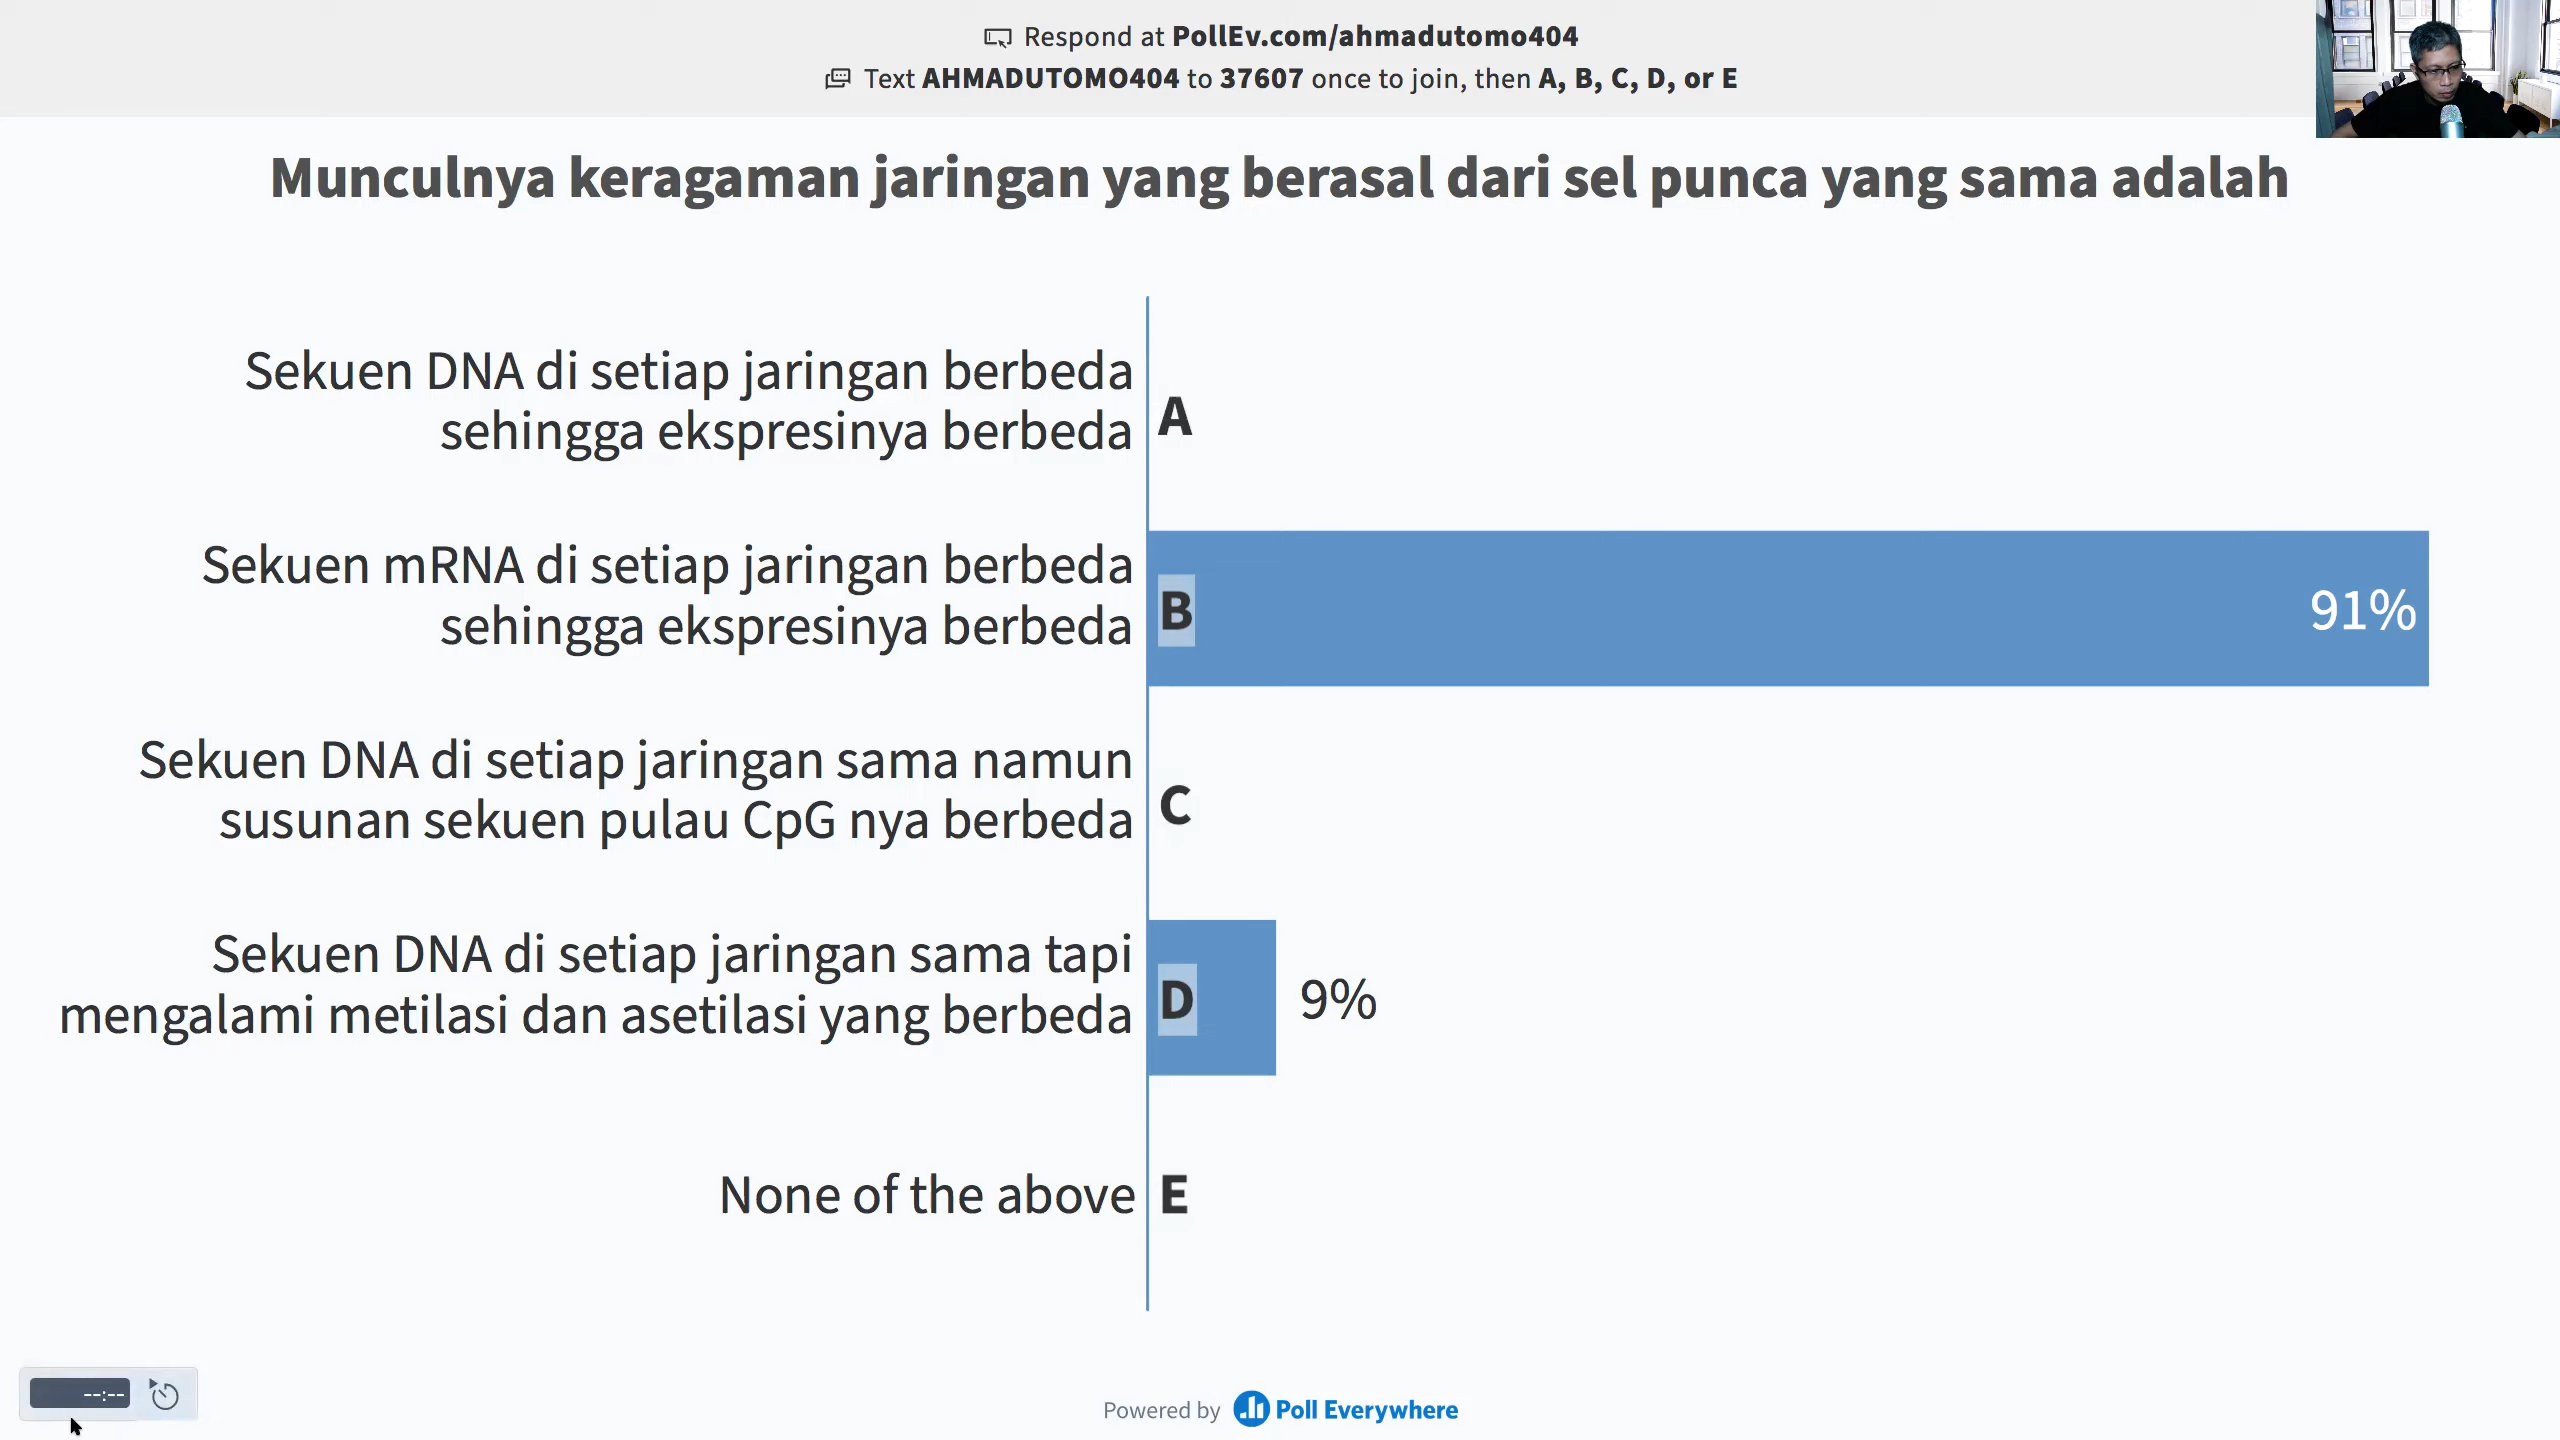 Respond at PollEv.com/ahmadutomo404
Text AHMADUTOMO404 to 37607 once to join, then A, B, C, D, or E
Munculnya keragaman jaringan yang berasal dari sel punca yang sama adalah
Sekuen DNA di setiap jaringan berbeda
sehingga ekspresinya berbeda
A
Sekuen mRNA di setiap jaringan berbeda
sehingga ekspresinya berbeda
B
91%
Sekuen DNA di setiap jaringan sama namun
susunan sekuen pulau CpG nya berbeda
C
Sekuen DNA di setiap jaringan sama tapi
mengalami metilasi dan asetilasi yang berbeda
D
9%
None of the above
E
--:--
Powered by Poll Everywhere